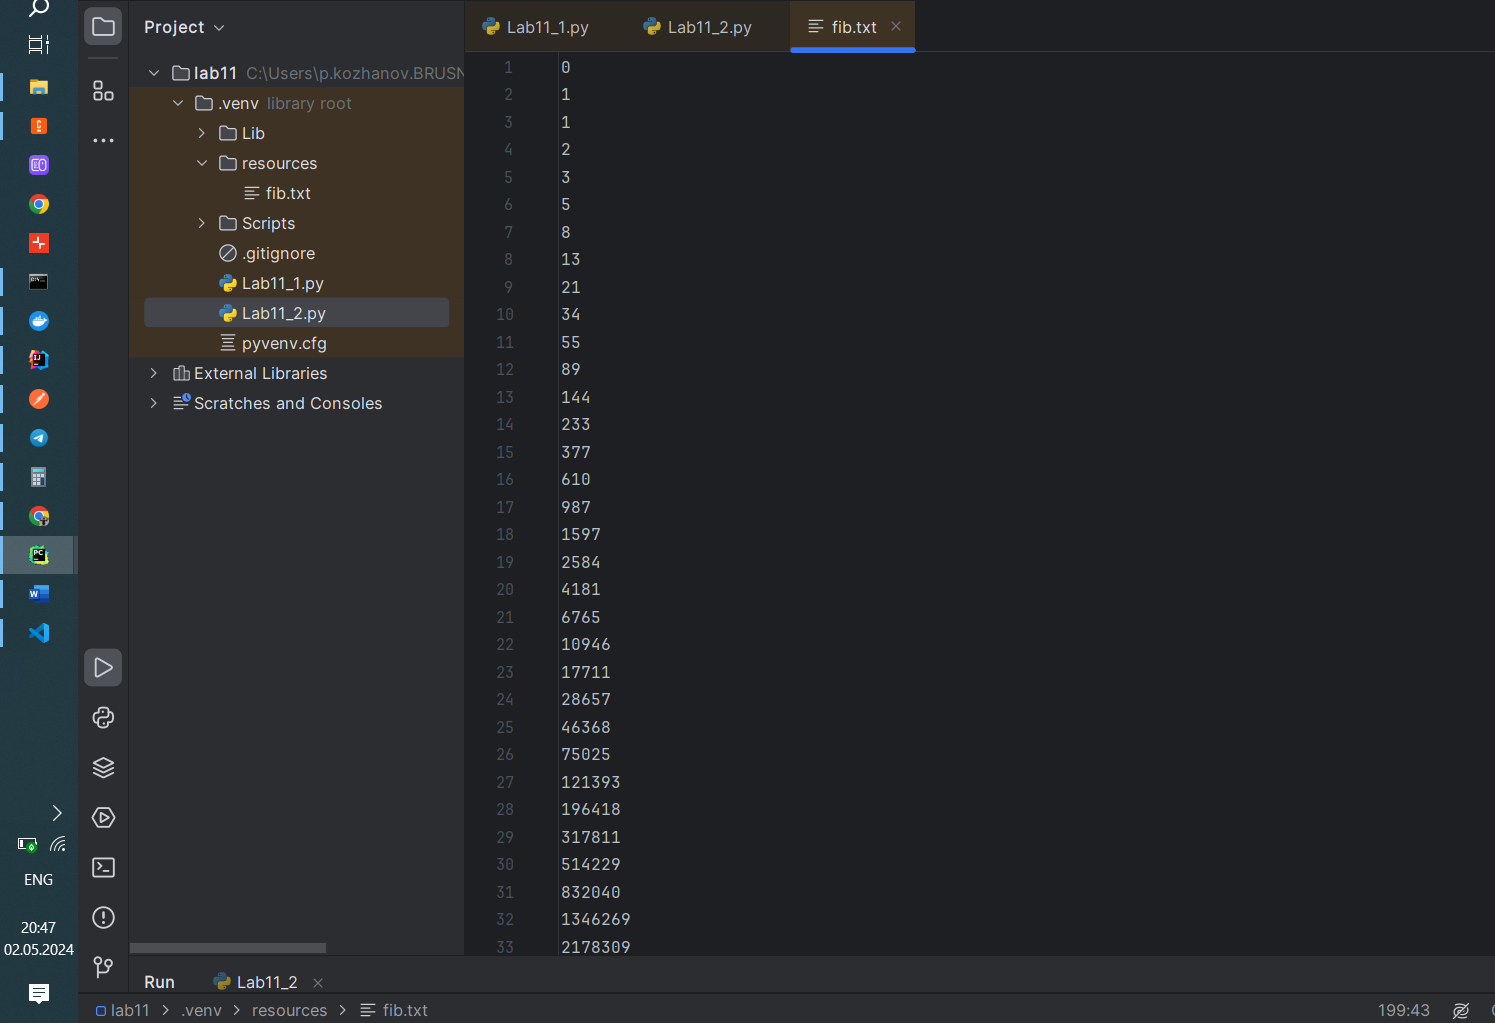 Project
Lab11_1.py
Lab11_2.py
fib.txt
lab11 C:\Users\p.kozhanov.BRUSN
.venv library root
Lib
resources
fib.txt
Scripts
.gitignore
Lab11_1.py
Lab11_2.py
pyvenv.cfg
External Libraries
Scratches and Consoles
1 0
2 1
3 1
4 2
5 3
6 5
7 8
8 13
9 21
10 34
11 55
12 89
13 144
14 233
15 377
16 610
17 987
18 1597
19 2584
20 4181
21 6765
22 10946
23 17711
24 28657
25 46368
26 75025
27 121393
28 196418
29 317811
30 514229
31 832040
32 1346269
33 2178309
ENG
20:47
02.05.2024
Run Lab11_2
lab11 > .venv > resources > fib.txt
199:43